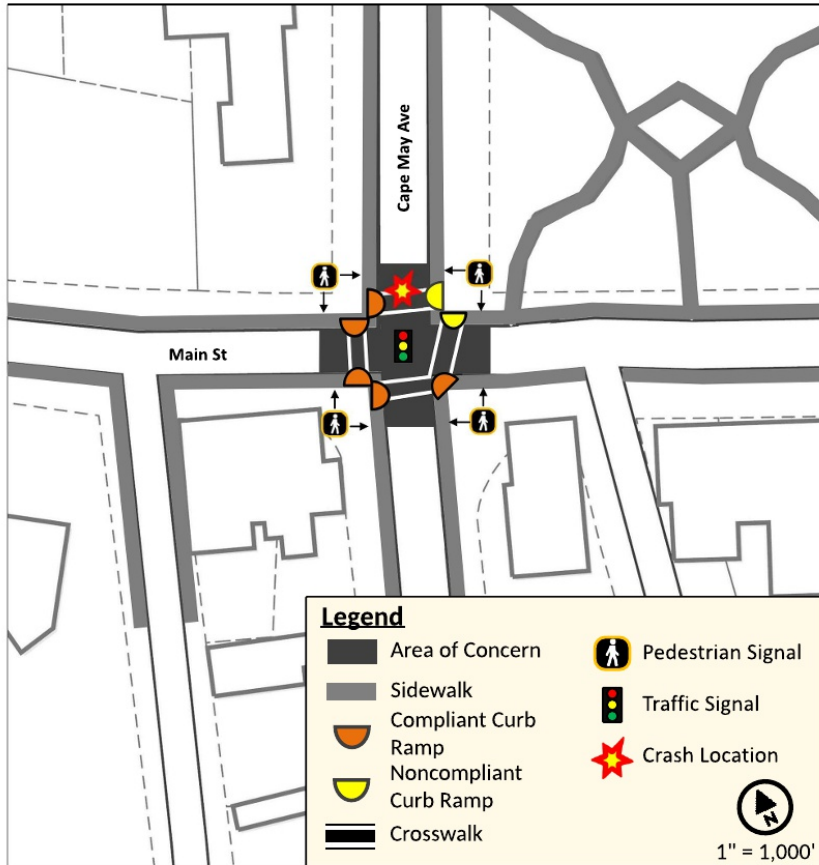 Cape May Ave
Main St
Legend
Area of Concern
Sidewalk
Compliant Curb
Ramp
Noncompliant
Curb Ramp
Crosswalk
Pedestrian Signal
Traffic Signal
Crash Location
N
1" = 1,000'